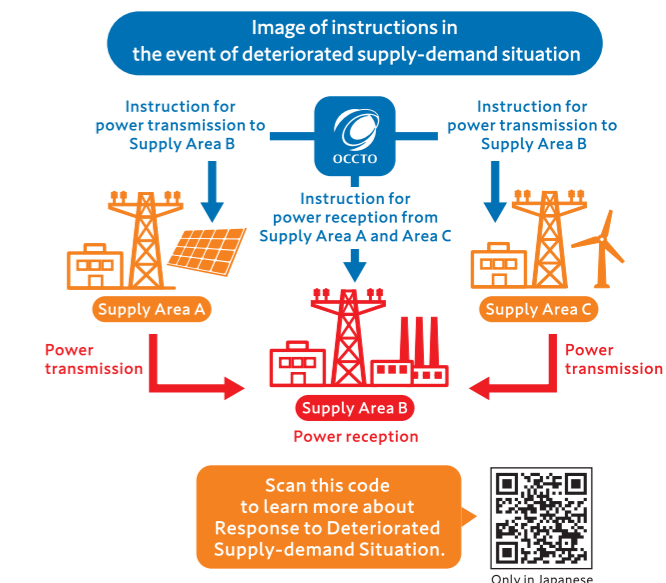 Image of instructions in
the event of deteriorated supply-demand situation
Instruction for
power transmission to
Supply Area B
OCCTO
Instruction for
power transmission to
Supply Area B
Instruction for
power reception from
Supply Area A and Area C
Supply Area A
Supply Area C
Power
transmission
Power
transmission
Supply Area B
Power reception
Scan this code
to learn more about
Response to Deteriorated
Supply-demand Situation.
Only in Japanese